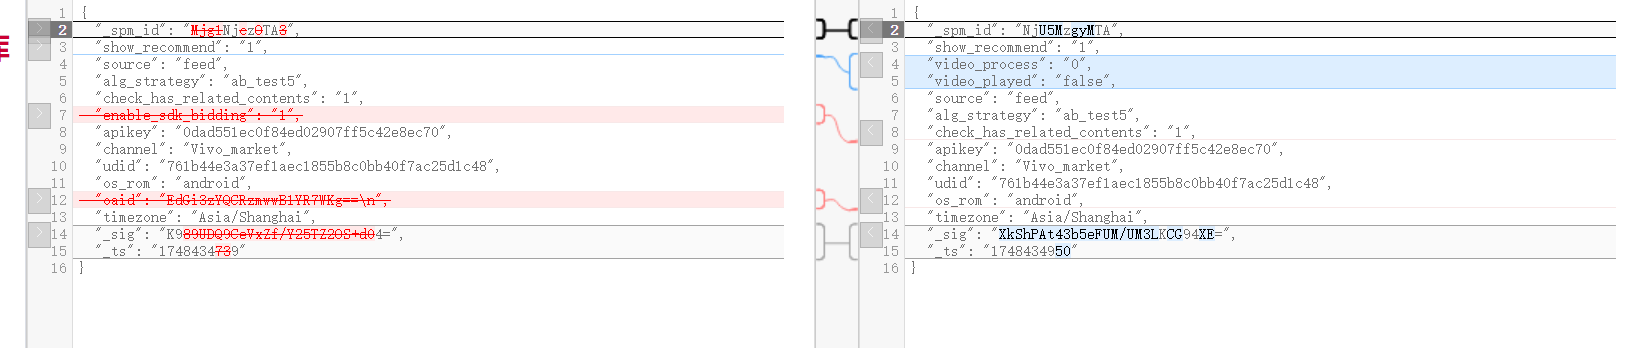 1 {
2 "_spm_id": "Mjg1NjczOTA3",
3 "show_recommend": "1",
4 "source": "feed",
5 "alg_strategy": "ab_test5",
6 "check_has_related_contents": "1",
7 "enable_sdk_bidding": "1",
8 "apikey": "0dad551ec0f84ed02907ff5c42e8ec70",
9 "channel": "Vivo_market",
10 "udid": "761b44e3a37ef1aec1855b8c0bb40f7ac25d1c48",
11 "os_rom": "android",
12 "oaid": "EdGi3zYQCRzmwwB1YR7WKg==\n",
13 "timezone": "Asia/Shanghai",
14 "_sig": "K989UDQ9CeVxZf/Y25TZ2OS+d04=",
15 "_ts": "1748434739"
16 }
1 {
2 "_spm_id": "NjU5MzgyMTA",
3 "show_recommend": "1",
4 "video_process": "0",
5 "video_played": "false",
6 "source": "feed",
7 "alg_strategy": "ab_test5",
8 "check_has_related_contents": "1",
9 "apikey": "0dad551ec0f84ed02907ff5c42e8ec70",
10 "channel": "Vivo_market",
11 "udid": "761b44e3a37ef1aec1855b8c0bb40f7ac25d1c48",
12 "os_rom": "android",
13 "timezone": "Asia/Shanghai",
14 "_sig": "XkShPAt43b5eFUM/UM3LKCG94XE=",
15 "_ts": "1748434950"
16 }